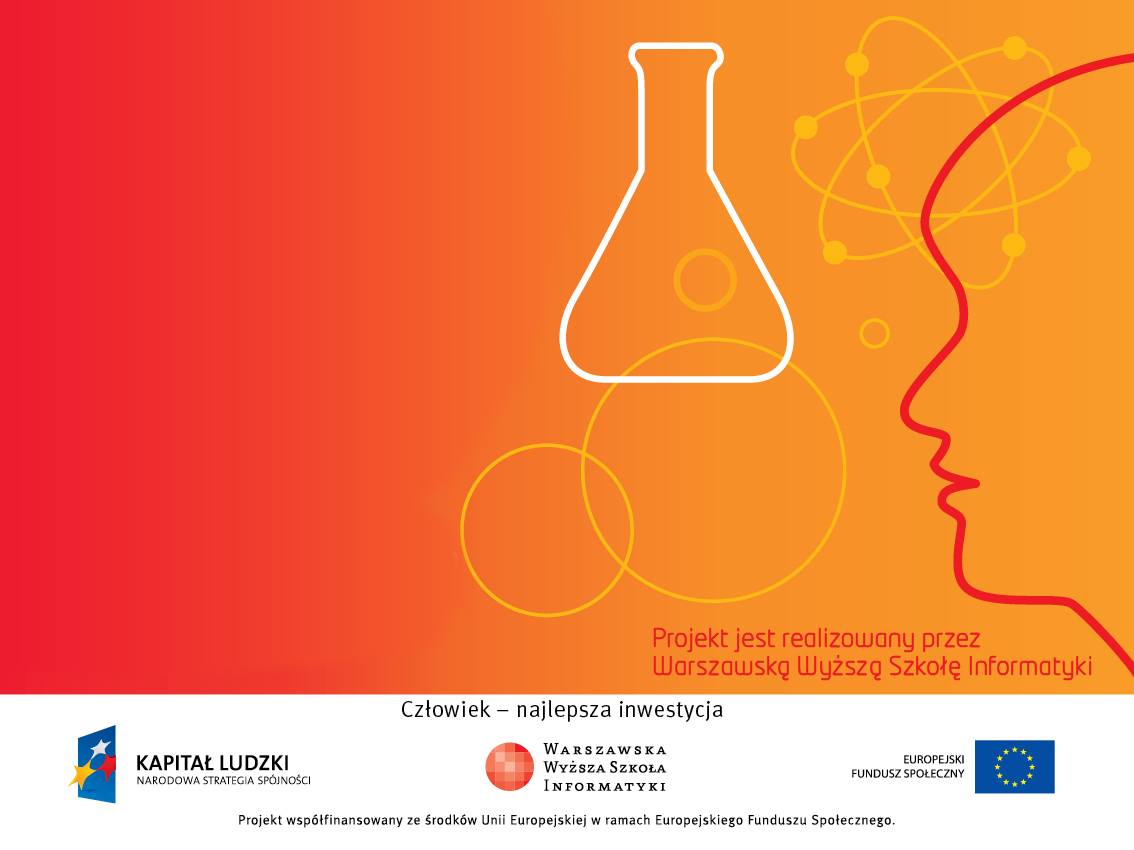 Projekt jest realizowany przez
Warszawską Wyższą Szkołę Informatyki
Człowiek – najlepsza inwestycja
KAPITAŁ LUDZKI
NARODOWA STRATEGIA SPÓJNOŚCI
WARSZAWSKA
WYŻSZA SZKOŁA
INFORMATYKI
EUROPEJSKI
FUNDUSZ SPOŁECZNY
Projekt współfinansowany ze środków Unii Europejskiej w ramach Europejskiego Funduszu Społecznego.